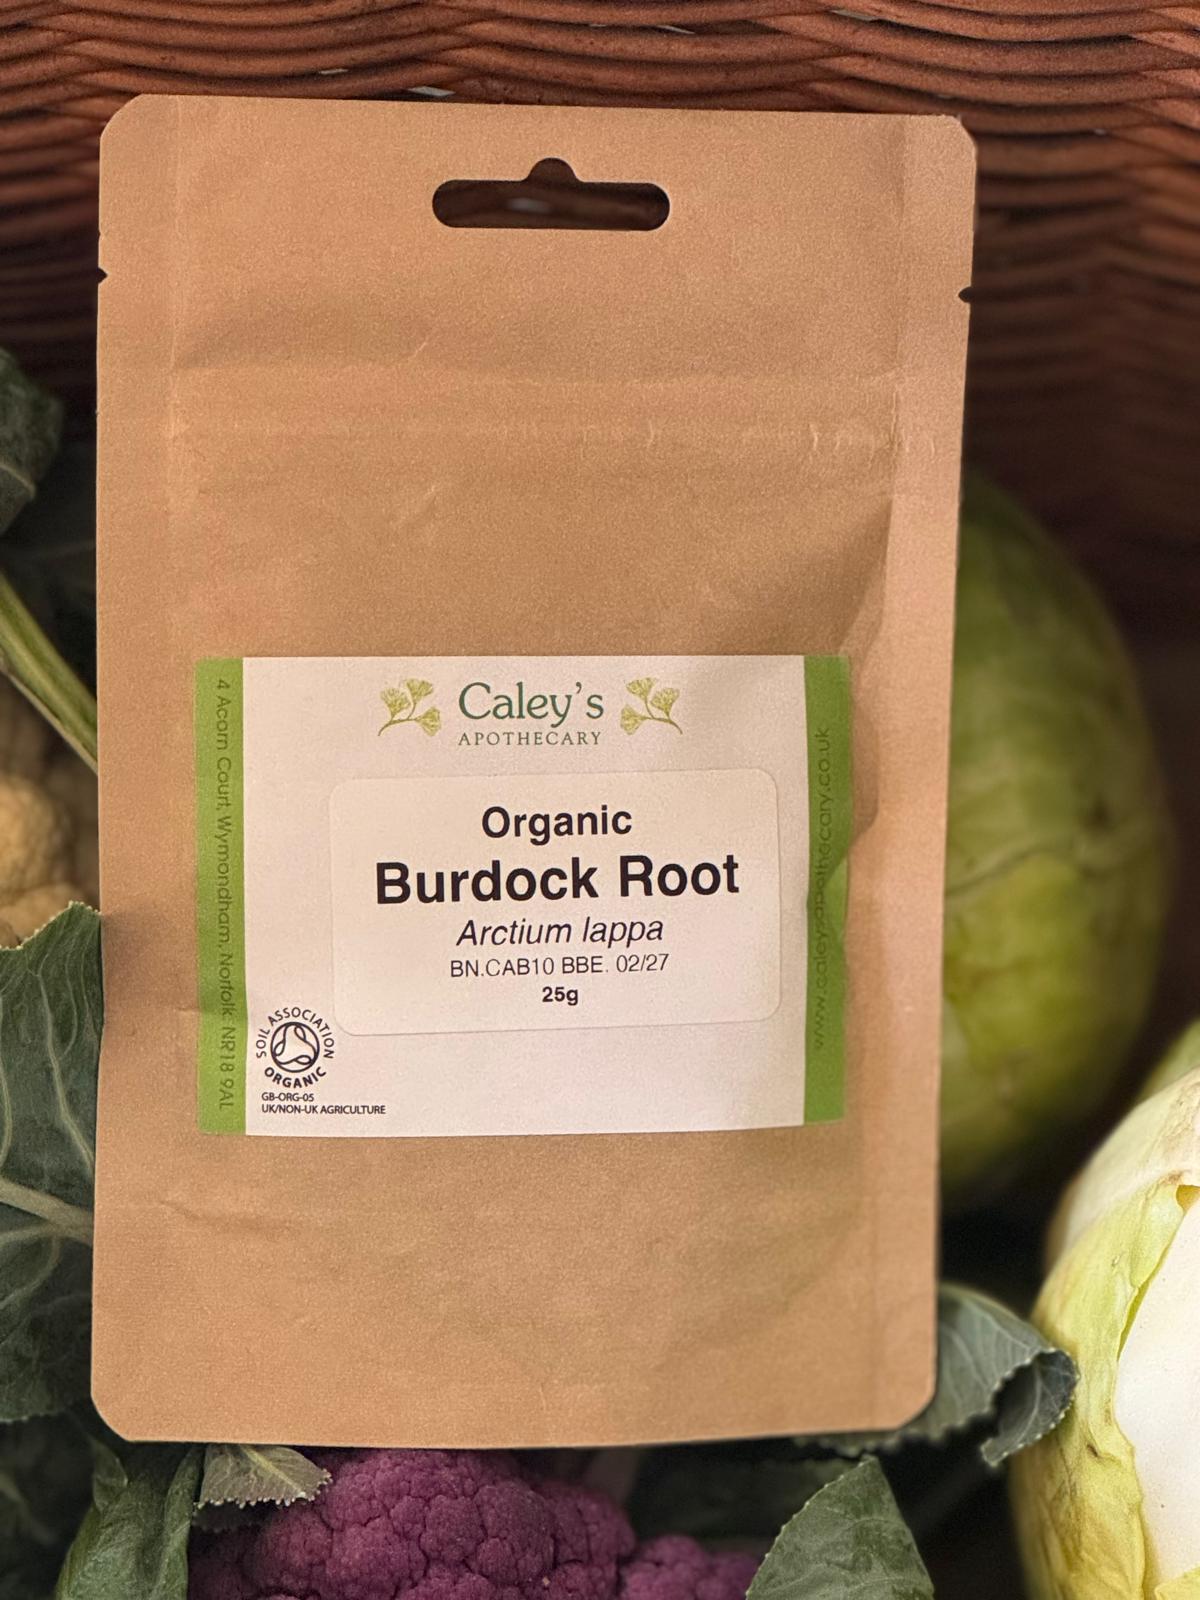 Caley's
APOTHECARY
Organic
Burdock Root
Arctium lappa
BN.CAB10 BBE. 02/27
25g
SOIL ASSOCIATION
ORGANIC
GB-ORG-05
UK/NON-UK AGRICULTURE
4 Acorn Court, Wymondham, Norfolk. NR18 9AL
www.caleysapothecary.co.uk